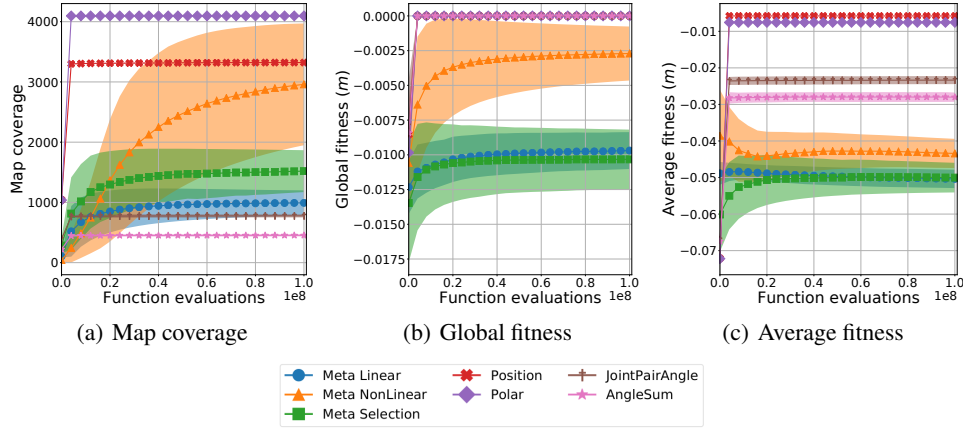 4000
3000
2000
1000
0
Map coverage
0.0 0.2 0.4 0.6 0.8 1.0
Function evaluations 1e8
(a) Map coverage
0.0000
−0.0025
−0.0050
−0.0075
−0.0100
−0.0125
−0.0150
−0.0175
Global fitness (m)
0.0 0.2 0.4 0.6 0.8 1.0
Function evaluations 1e8
(b) Global fitness
−0.01
−0.02
−0.03
−0.04
−0.05
−0.06
−0.07
Average fitness (m)
0.0 0.2 0.4 0.6 0.8 1.0
Function evaluations 1e8
(c) Average fitness
Meta Linear
Meta NonLinear
Meta Selection
Position
Polar
JointPairAngle
AngleSum